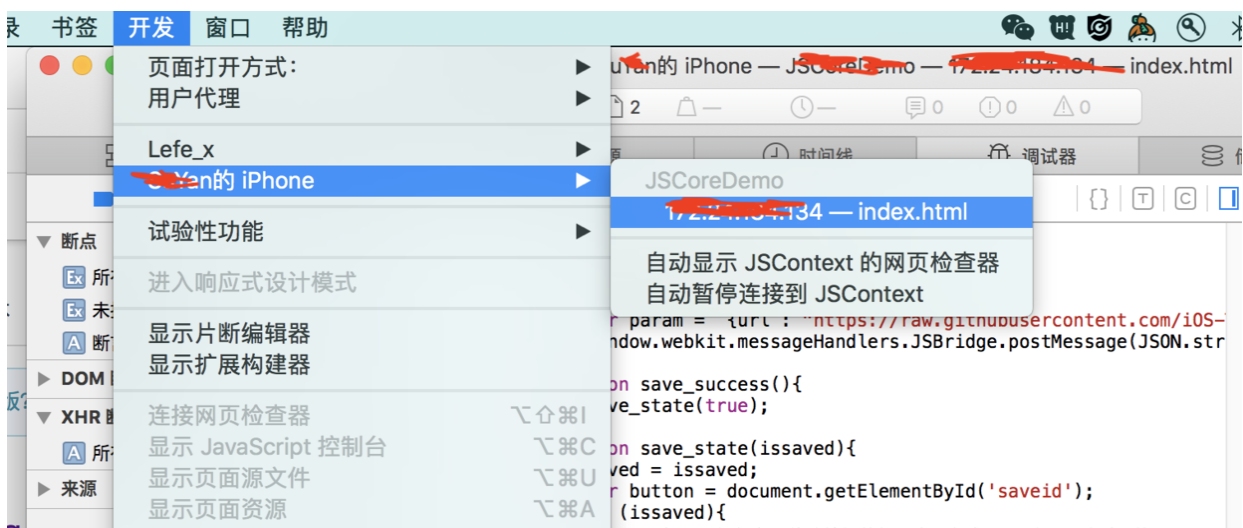 书签 开发 窗口 帮助
的 iPhone — — — index.html
页面打开方式：
用户代理
2 — — 0 0 0
Lefe_x
的 iPhone
时间线 调试器
JSCoreDemo
34 — index.html
{} T C
试验性功能
断点
自动显示 JSContext 的网页检查器
自动暂停连接到 JSContext
进入响应式设计模式
Ex 所
Ex 未
A 断
显示片断编辑器
显示扩展构建器
param = '{url : "https://raw.githubusercontent.com/iOS-
ndow.webkit.messageHandlers.JSBridge.postMessage(JSON.str
DOM
on save_success(){
ve_state(true);
XHR
连接网页检查器 ⌥⇧⌘I
显示 JavaScript 控制台 ⌥⌘C
显示页面源文件 ⌥⌘U
显示页面资源 ⌥⌘A
A 所
来源
on save_state(issaved){
ved = issaved;
r button = document.getElementById('saveid');
(issaved){